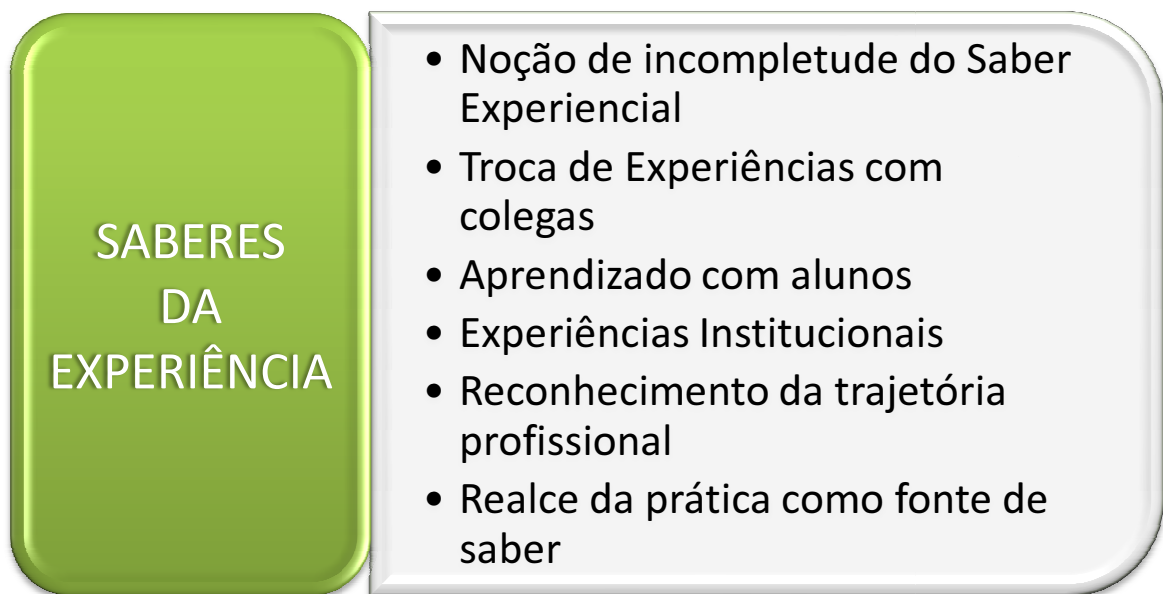 SABERES
DA
EXPERIÊNCIA
• Noção de incompletude do Saber
Experiencial
• Troca de Experiências com
colegas
• Aprendizado com alunos
• Experiências Institucionais
• Reconhecimento da trajetória
profissional
• Realce da prática como fonte de
saber